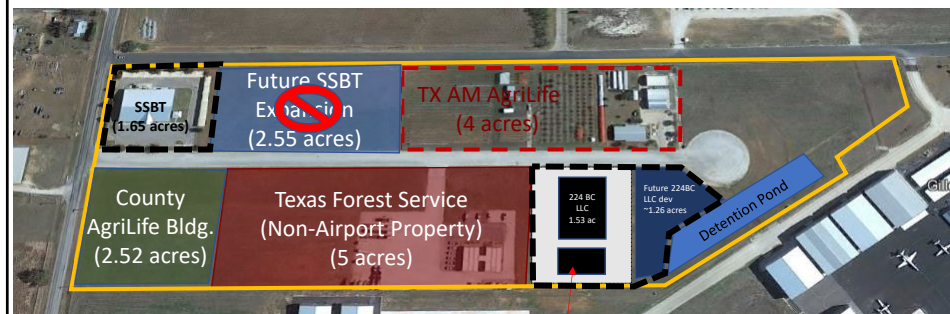 SSBT
(1.65 acres)
Future SSBT
Expansion
(2.55 acres)
TX AM AgriLife
(4 acres)
County
AgriLife Bldg.
(2.52 acres)
Texas Forest Service
(Non-Airport Property)
(5 acres)
224 BC
LLC
1.53 ac
Future 224BC
LLC dev
~1.26 acres
Detention Pond